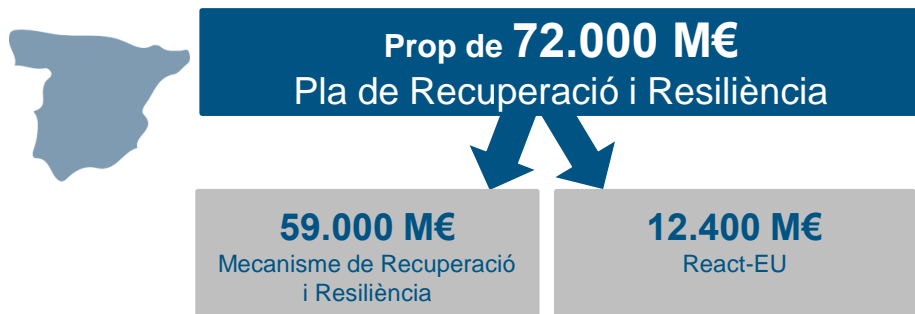 Prop de 72.000 M€
Pla de Recuperació i Resiliència
59.000 M€
Mecanisme de Recuperació
i Resiliència
12.400 M€
React-EU